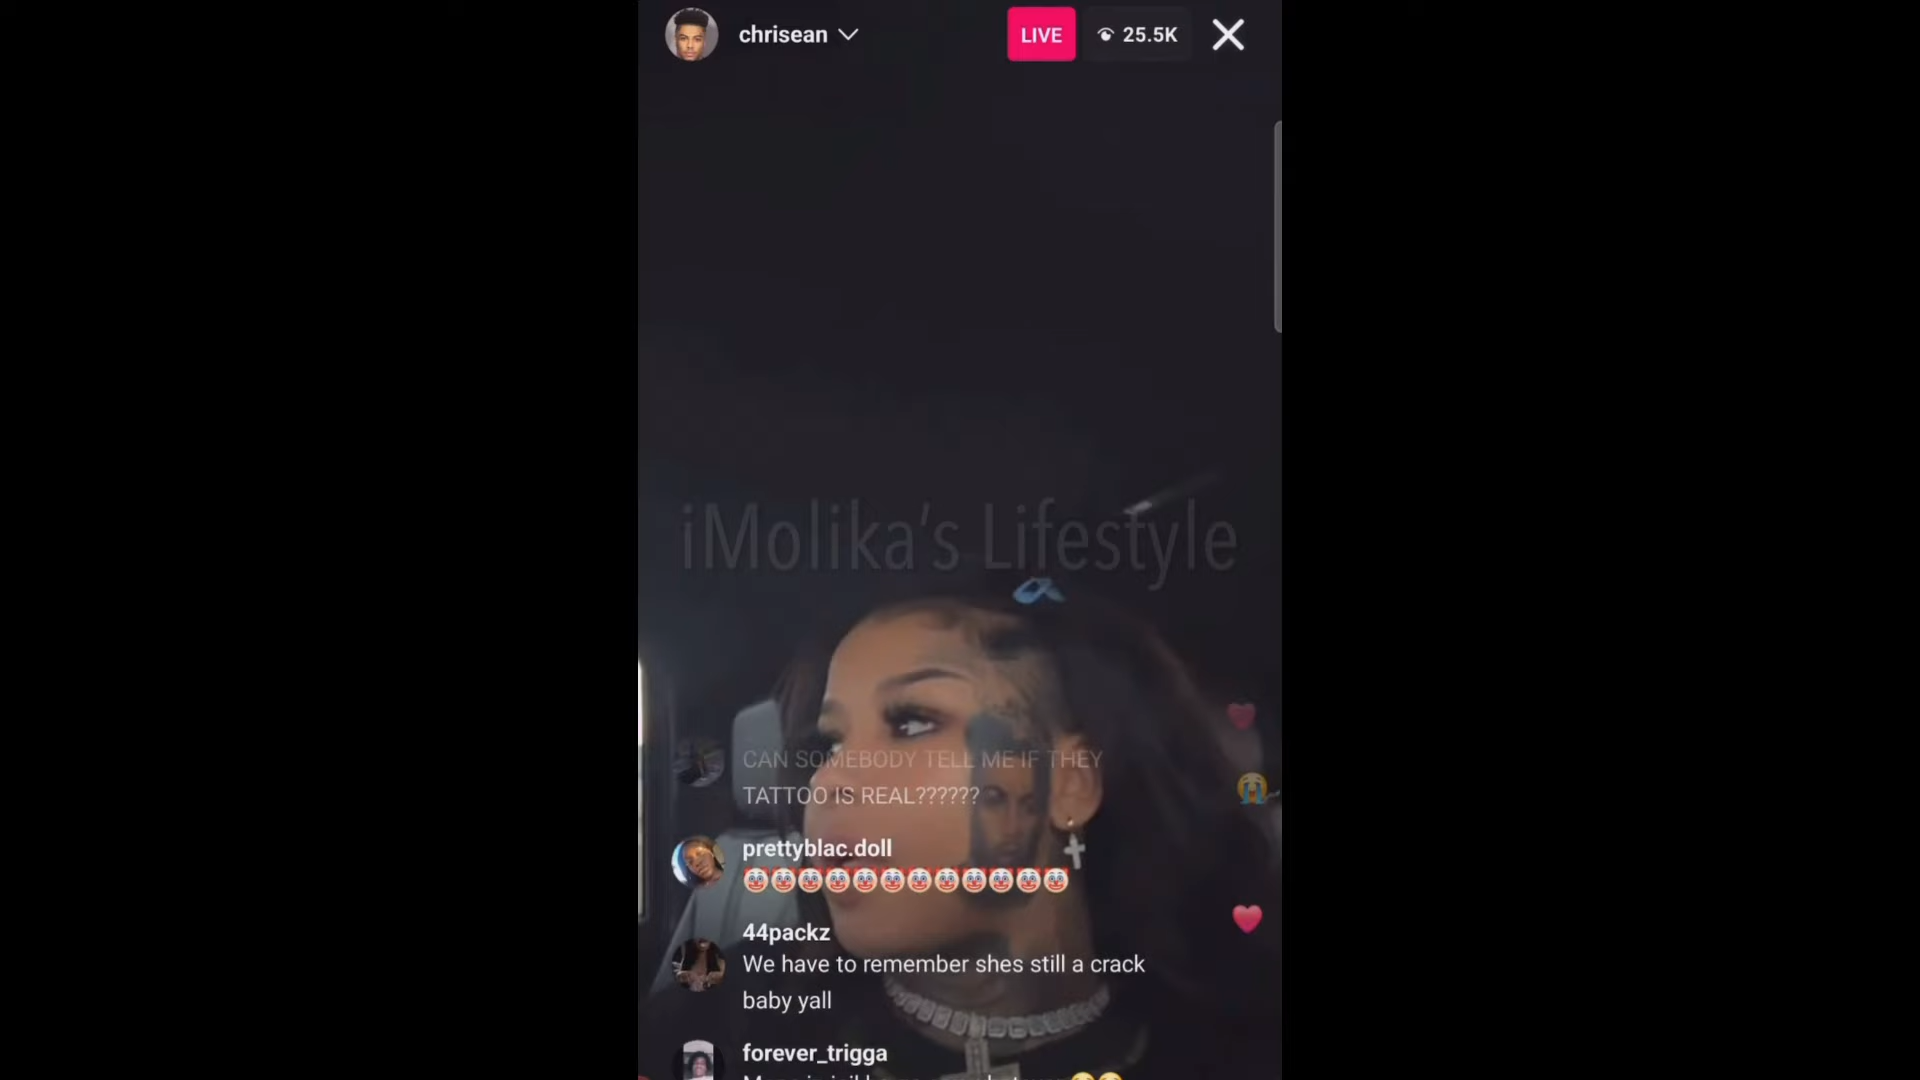 chrisean
LIVE
25.5K
iMolika's Lifestyle
CAN SOMEBODY TELL ME IF THEY
TATTOO IS REAL??????
prettyblac.doll
🤡🤡🤡🤡🤡🤡🤡🤡🤡🤡🤡🤡
44packz
We have to remember shes still a crack
baby yall
forever_trigga